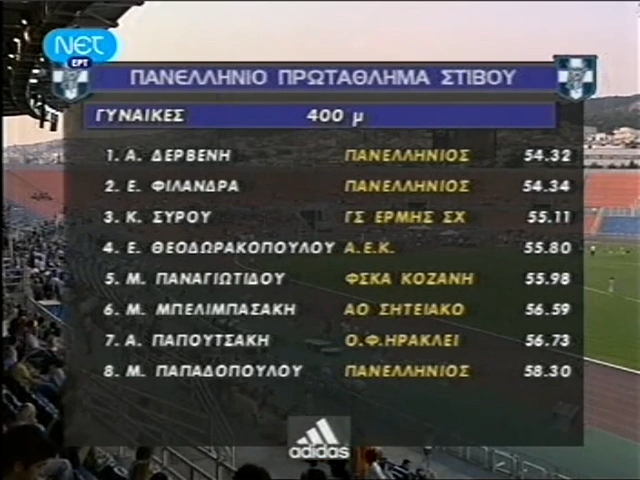 ΝΕΤ
ΕΡΤ
ΠΑΝΕΛΛΗΝΙΟ ΠΡΩΤΑΘΛΗΜΑ ΣΤΙΒΟΥ
ΓΥΝΑΙΚΕΣ 400 μ
1. Α. ΔΕΡΒΕΝΗ ΠΑΝΕΛΛΗΝΙΟΣ 54.32
2. Ε. ΦΙΛΑΝΔΡΑ ΠΑΝΕΛΛΗΝΙΟΣ 54.34
3. Κ. ΣΥΡΟΥ ΓΣ ΕΡΜΗΣ ΣΧ 55.11
4. Ε. ΘΕΟΔΩΡΑΚΟΠΟΥΛΟΥ Α.Ε.Κ. 55.80
5. Μ. ΠΑΝΑΓΙΩΤΙΔΟΥ ΦΣΚΑ ΚΟΖΑΝΗ 55.98
6. Μ. ΜΠΕΛΙΜΠΑΣΑΚΗ ΑΟ ΣΗΤΕΙΑΚΟ 56.59
7. Α. ΠΑΠΟΥΤΣΑΚΗ Ο.Φ.ΗΡΑΚΛΕΙ 56.73
8. Μ. ΠΑΠΑΔΟΠΟΥΛΟΥ ΠΑΝΕΛΛΗΝΙΟΣ 58.30
adidas